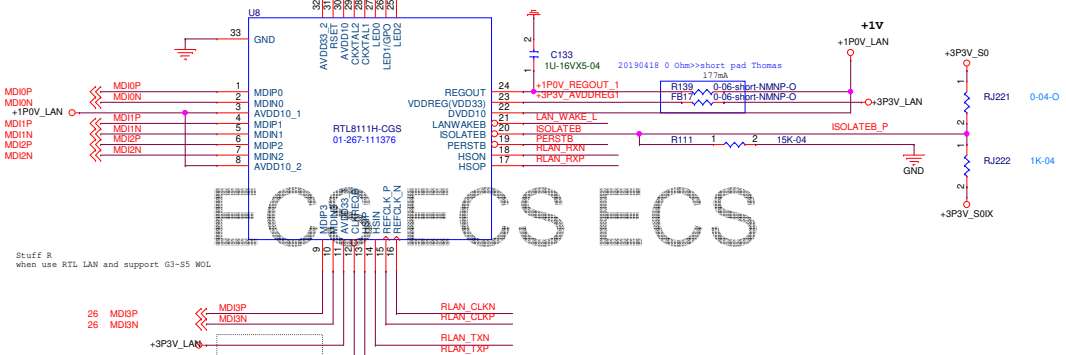 32
31
30
29
28
27
26
25
U8
AVDD33_2
RSET
AVDD10
CKXTAL2
CKXTAL1
LED0
LED1/GPO
LED2
33
GND
+1V
+1P0V_LAN
C133
1U-16VX5-04
2
1
20190418 0 Ohm>>short pad Thomas
177mA
+3P3V_S0
MDI0P
MDI0P
1
MDIP0
REGOUT
24
+1P0V_REGOUT_1
R139
0-06-short-NMNP-O
MDI0N
MDI0N
2
MDIN0
VDDREG(VDD33)
23
+3P3V_AVDDREG1
FB17
0-06-short-NMNP-O
+3P3V_LAN
+1P0V_LAN
3
AVDD10_1
DVDD10
22
MDI1P
MDI1P
4
MDIP1
LANWAKEB
21
LAN_WAKE_L
MDI1N
MDI1N
5
MDIN1
ISOLATEB
20
ISOLATEB
ISOLATEB_P
MDI2P
MDI2P
6
MDIP2
PERSTB
19
PERSTB
R111
1
2
15K-04
MDI2N
MDI2N
7
MDIN2
HSON
18
RLAN_RXN
8
AVDD10_2
HSOP
17
RLAN_RXP
RTL8111H-CGS
01-267-111376
GND
1
RJ221
0-04-O
2
1
RJ222
1K-04
2
+3P3V_S0IX
ECS ECS ECS
MDIP3
MDIN3
CLKREQB
HSIP
HSIN
REFCLK_P
REFCLK_N
9
10
11
12
13
14
15
16
Stuff R
when use RTL LAN and support G3-S5 WOL
26
MDI3P
MDI3P
26
MDI3N
MDI3N
+3P3V_LAN
RLAN_CLKN
RLAN_CLKP
RLAN_TXN
RLAN_TXP